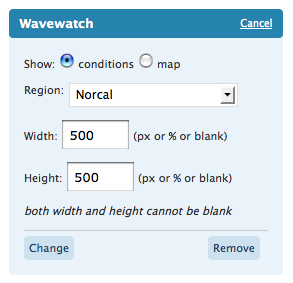 Wavewatch Cancel
Show: conditions map
Region: Norcal
Width: 500 (px or % or blank)
Height: 500 (px or % or blank)
both width and height cannot be blank
Change Remove